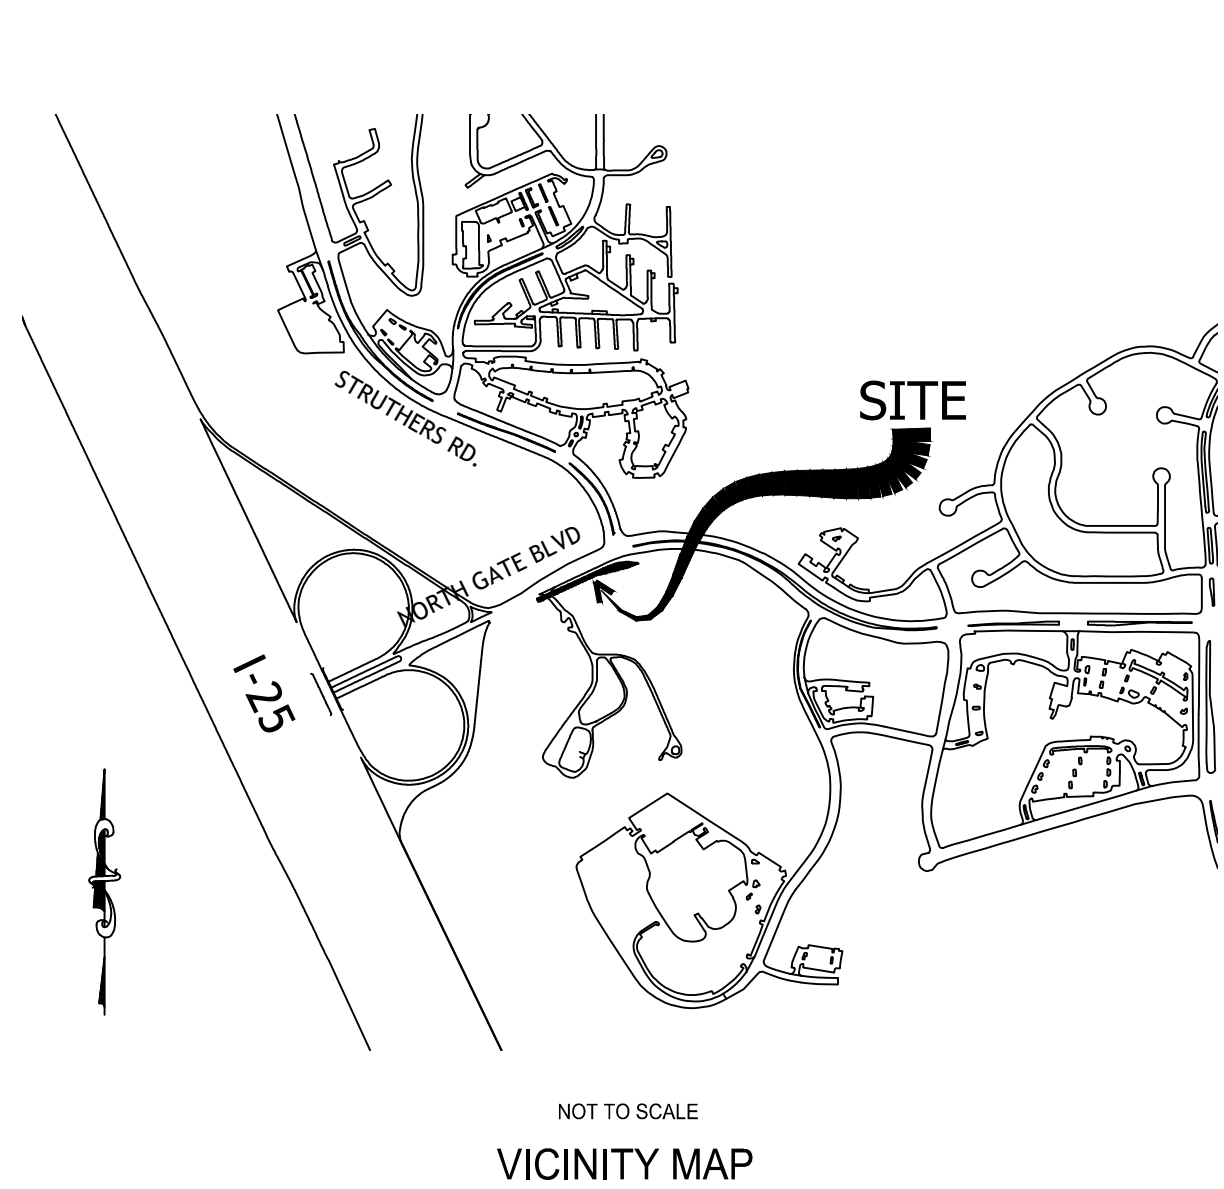 SITE
STRUTHERS RD.
NORTH GATE BLVD
I-25
NOT TO SCALE
VICINITY MAP